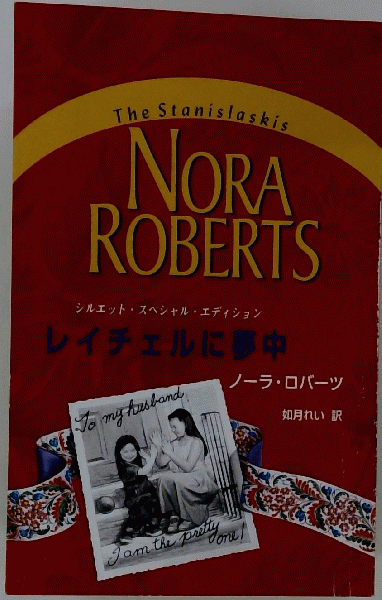 The Stanislaskis
NORA
ROBERTS
シルエット・スペシャル・エディション
レイチェルに夢中
ノーラ・ロバーツ
如月れい 訳
To my husband
I am the pretty
one!